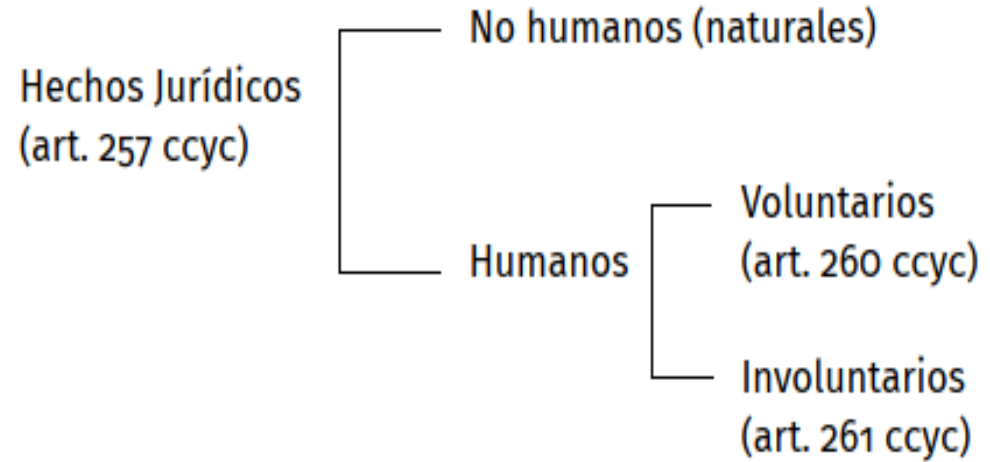 No humanos (naturales)
Hechos Jurídicos
(art. 257 ccyc)
Voluntarios
(art. 260 ccyc)
Humanos
Involuntarios
(art. 261 ccyc)